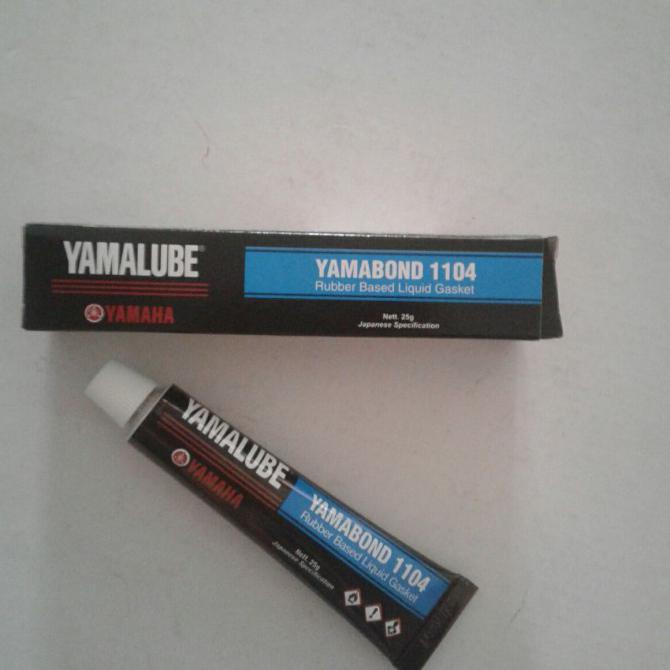 YAMALUBE®
YAMAHA
YAMABOND 1104
Rubber Based Liquid Gasket
Nett. 25g
Japanese Specification
YAMALUBE
YAMAHA
YAMABOND 1104
Rubber Based Liquid Gasket
Nett. 25g
Japanese Specification